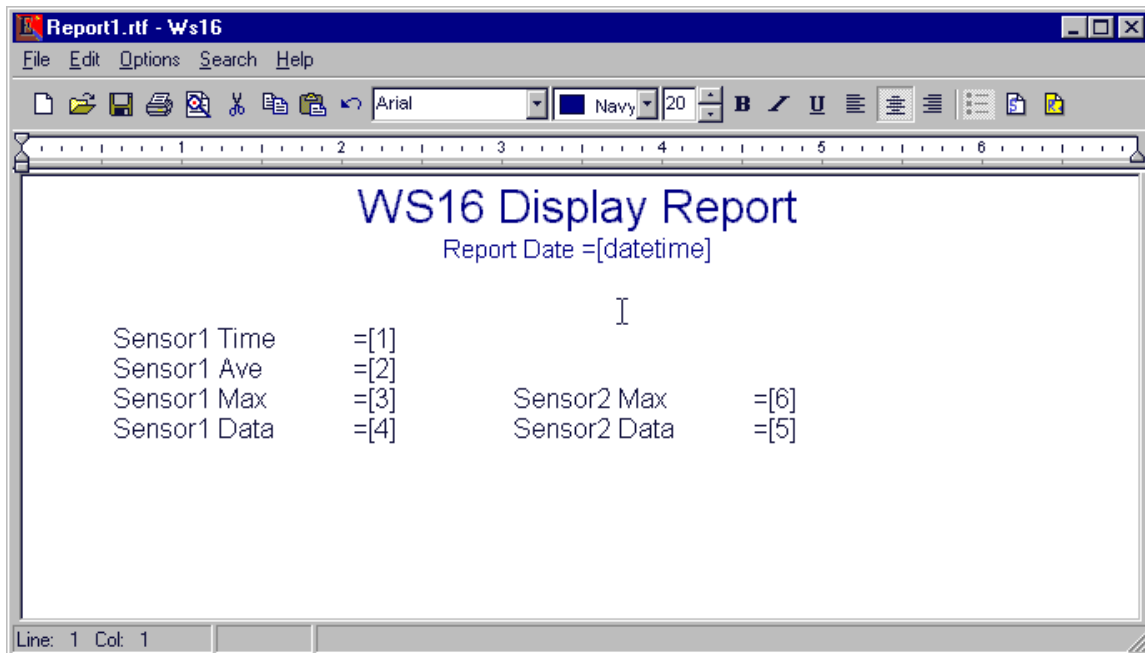 Report1.rtf - Ws16
File Edit Options Search Help
Arial Navy 20 B I U
1 2 3 4 5 6
WS16 Display Report
Report Date =[datetime]
Sensor1 Time =[1]
Sensor1 Ave =[2]
Sensor1 Max =[3] Sensor2 Max =[6]
Sensor1 Data =[4] Sensor2 Data =[5]
Line: 1 Col: 1